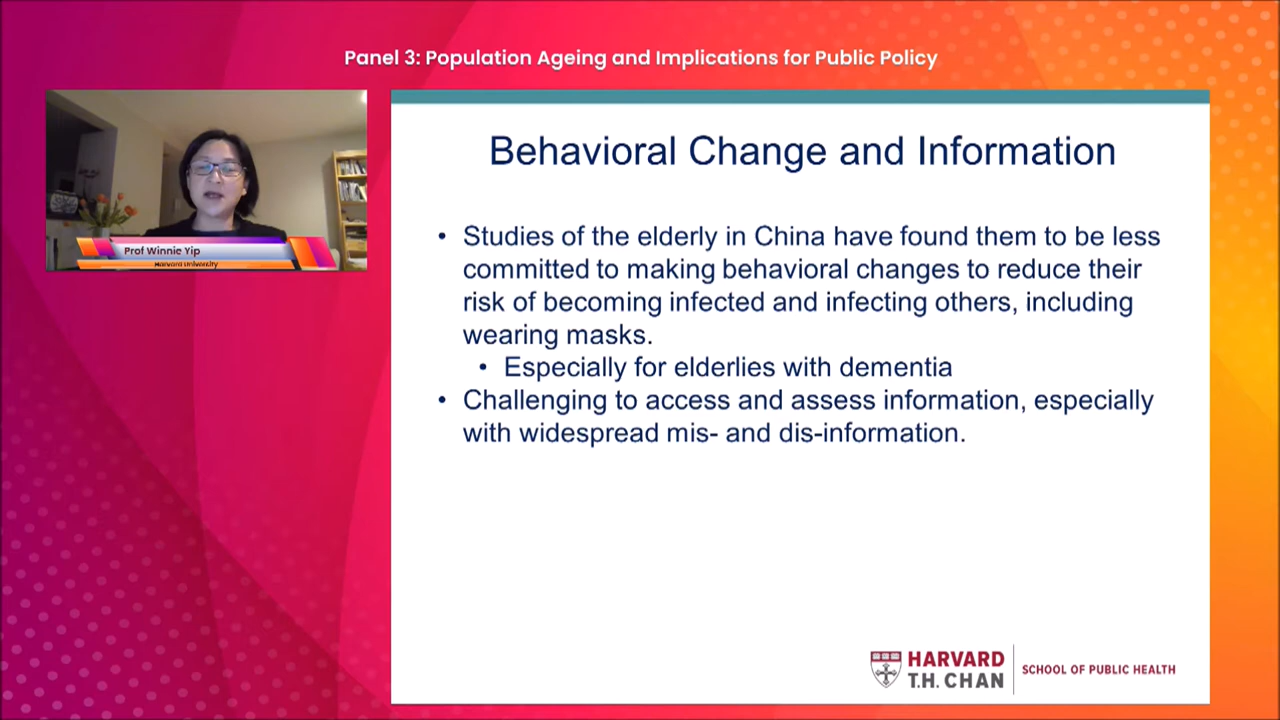 Panel 3: Population Ageing and Implications for Public Policy
Prof Winnie Yip
Harvard University
Behavioral Change and Information
• Studies of the elderly in China have found them to be less
committed to making behavioral changes to reduce their
risk of becoming infected and infecting others, including
wearing masks.
• Especially for elderlies with dementia
• Challenging to access and assess information, especially
with widespread mis- and dis-information.
HARVARD
T.H. CHAN
SCHOOL OF PUBLIC HEALTH